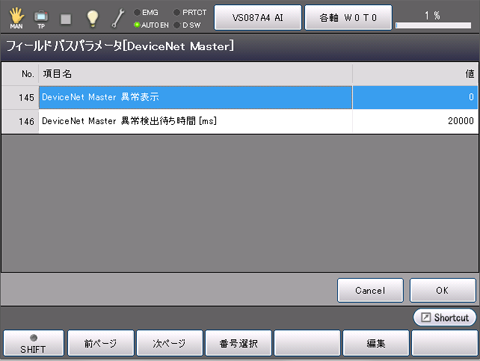 MAN TP EMG PRTCT AUTO EN D SW VS087A4 AI 各軸 W 0 T 0 1 %
フィールドバスパラメータ[DeviceNet Master]
No. 項目名 値
145 DeviceNet Master 異常表示 0
146 DeviceNet Master 異常検出待ち時間 [ms] 20000
Cancel OK
Shortcut
SHIFT 前ページ 次ページ 番号選択 編集